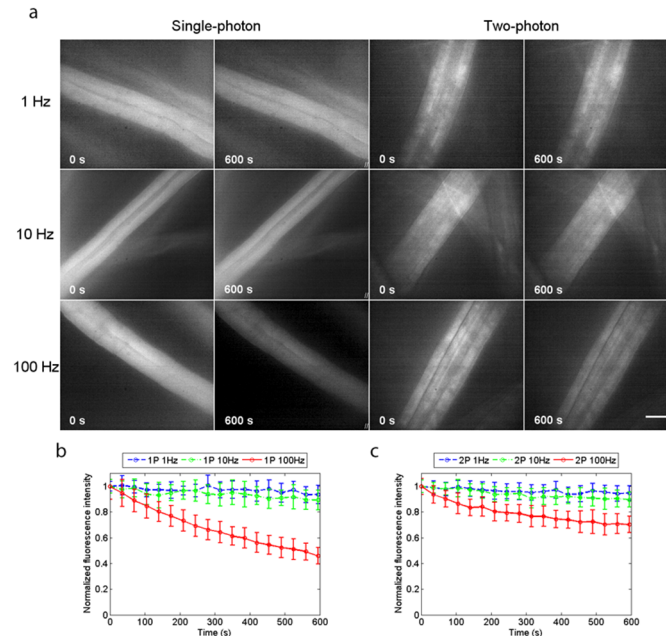 a
Single-photon Two-photon
1 Hz
0 s 600 s 0 s 600 s
10 Hz
0 s 600 s 0 s 600 s
100 Hz
0 s 600 s 0 s 600 s
b
1P 1Hz 1P 10Hz 1P 100Hz
Normalized fluorescence intensity
1
0.8
0.6
0.4
0.2
0
0 100 200 300 400 500 600
Time (s)
c
2P 1Hz 2P 10Hz 2P 100Hz
Normalized fluorescence intensity
1
0.8
0.6
0.4
0.2
0
0 100 200 300 400 500 600
Time (s)